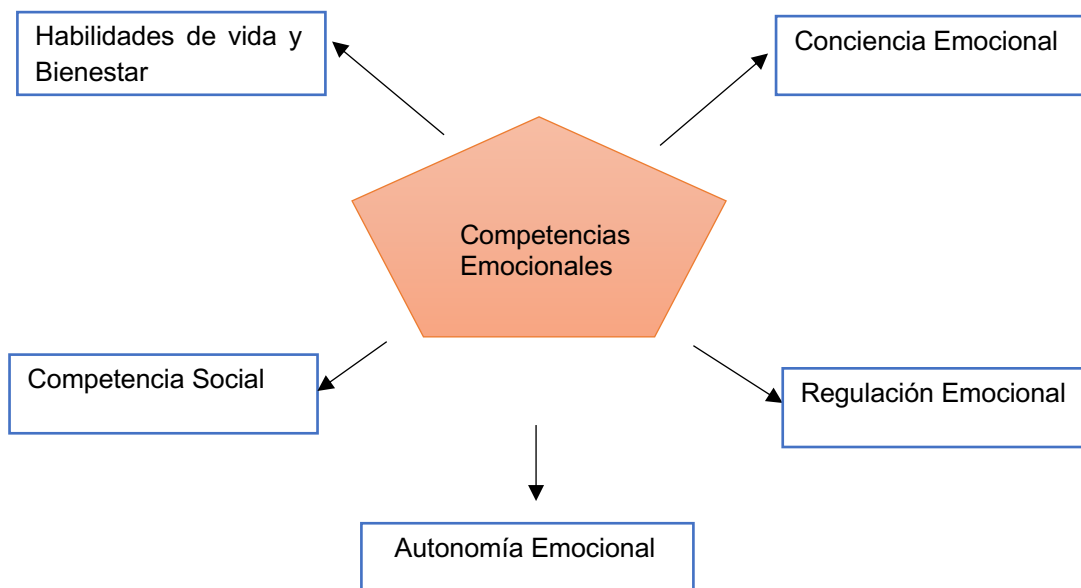 Habilidades de vida y
Bienestar
Conciencia Emocional
Competencias
Emocionales
Competencia Social
Regulación Emocional
Autonomía Emocional